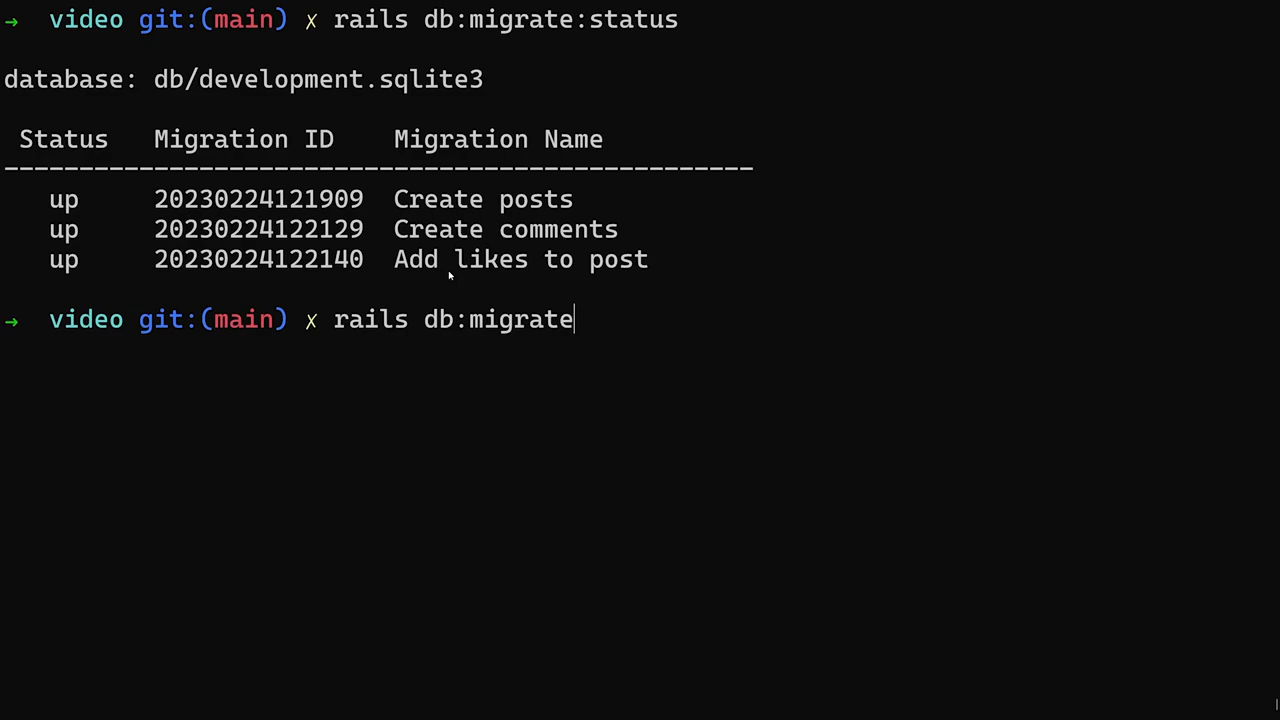 → video git:(main) ✗ rails db:migrate:status
database: db/development.sqlite3
Status Migration ID Migration Name
--------------------------------------------------
up 20230224121909 Create posts
up 20230224122129 Create comments
up 20230224122140 Add likes to post
→ video git:(main) ✗ rails db:migrate